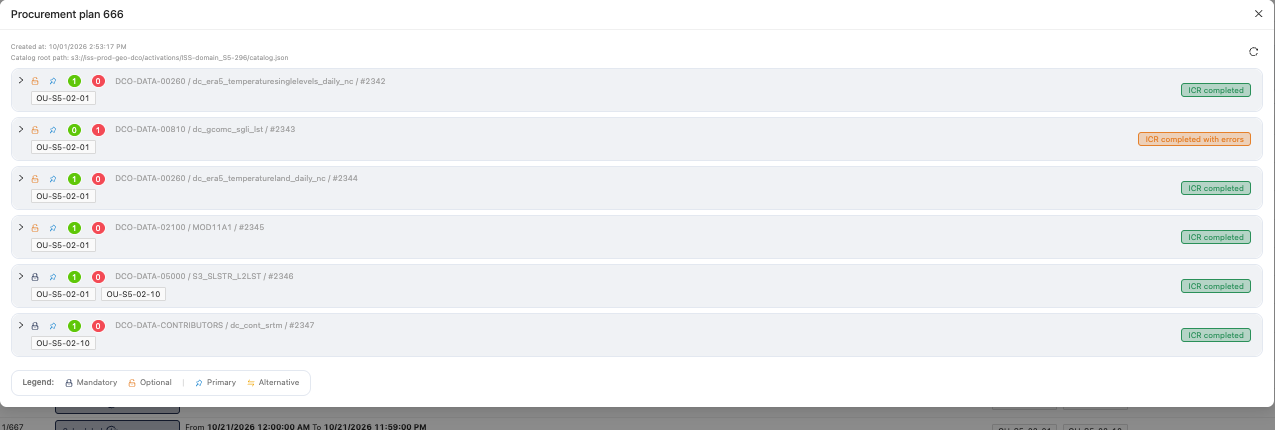 Procurement plan 666
Created at: 10/01/2026 2:53:17 PM
Catalog root path: s3://iss-prod-geo-dco/activations/ISS-domain_S5-296/catalog.json
1 0 DCO-DATA-00260 / dc_era5_temperaturesinglelevels_daily_nc / #2342
OU-S5-02-01
ICR completed
0 1 DCO-DATA-00810 / dc_gcomc_sgli_lst / #2343
OU-S5-02-01
ICR completed with errors
1 0 DCO-DATA-00260 / dc_era5_temperatureland_daily_nc / #2344
OU-S5-02-01
ICR completed
1 0 DCO-DATA-02100 / MOD11A1 / #2345
OU-S5-02-01
ICR completed
1 0 DCO-DATA-05000 / S3_SLSTR_L2LST / #2346
OU-S5-02-01 OU-S5-02-10
ICR completed
1 0 DCO-DATA-CONTRIBUTORS / dc_cont_srtm / #2347
OU-S5-02-10
ICR completed
Legend: Mandatory Optional | Primary Alternative
1/667 From 10/21/2026 12:00:00 AM To 10/21/2026 11:59:00 PM